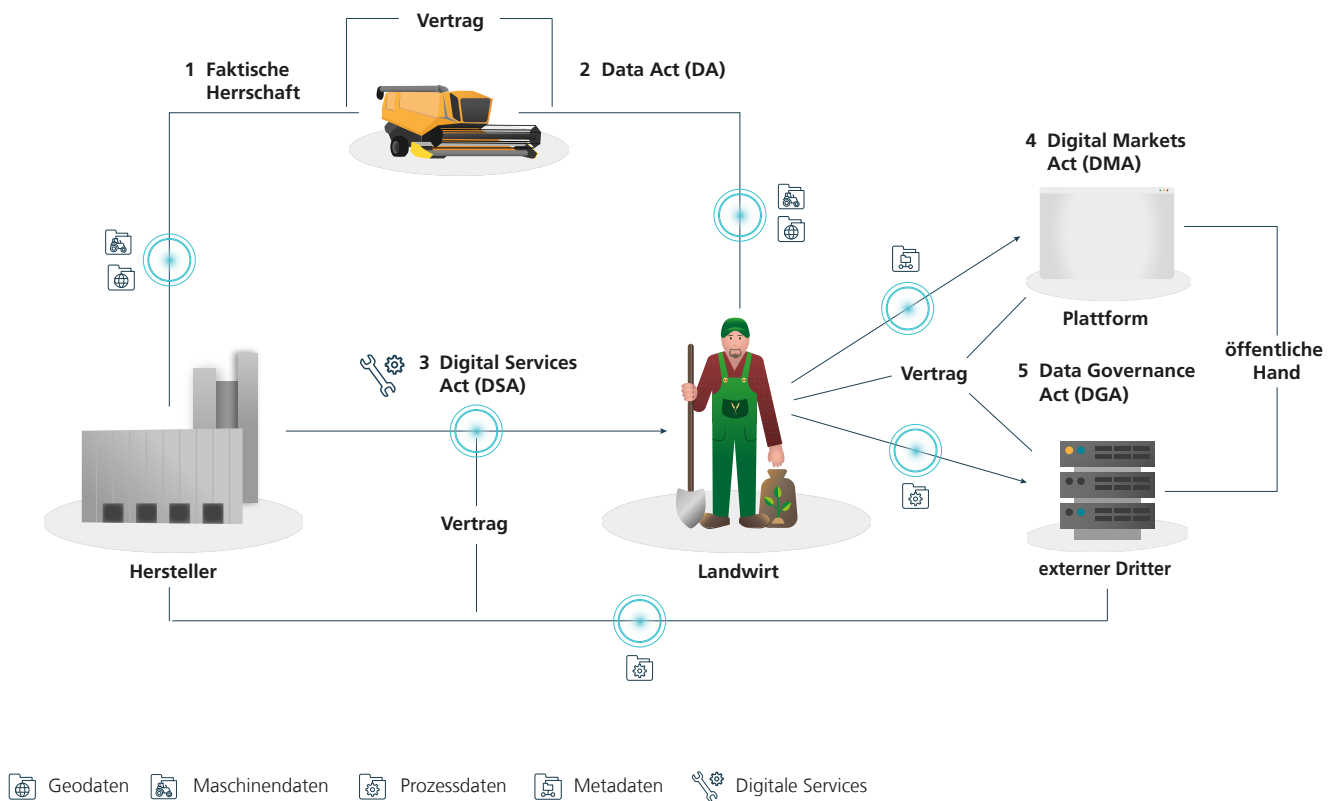 Vertrag
1 Faktische
Herrschaft
2 Data Act (DA)
4 Digital Markets
Act (DMA)
Plattform
3 Digital Services
Act (DSA)
Vertrag
5 Data Governance
Act (DGA)
öffentliche
Hand
Vertrag
Hersteller
Landwirt
externer Dritter
Geodaten
Maschinendaten
Prozessdaten
Metadaten
Digitale Services